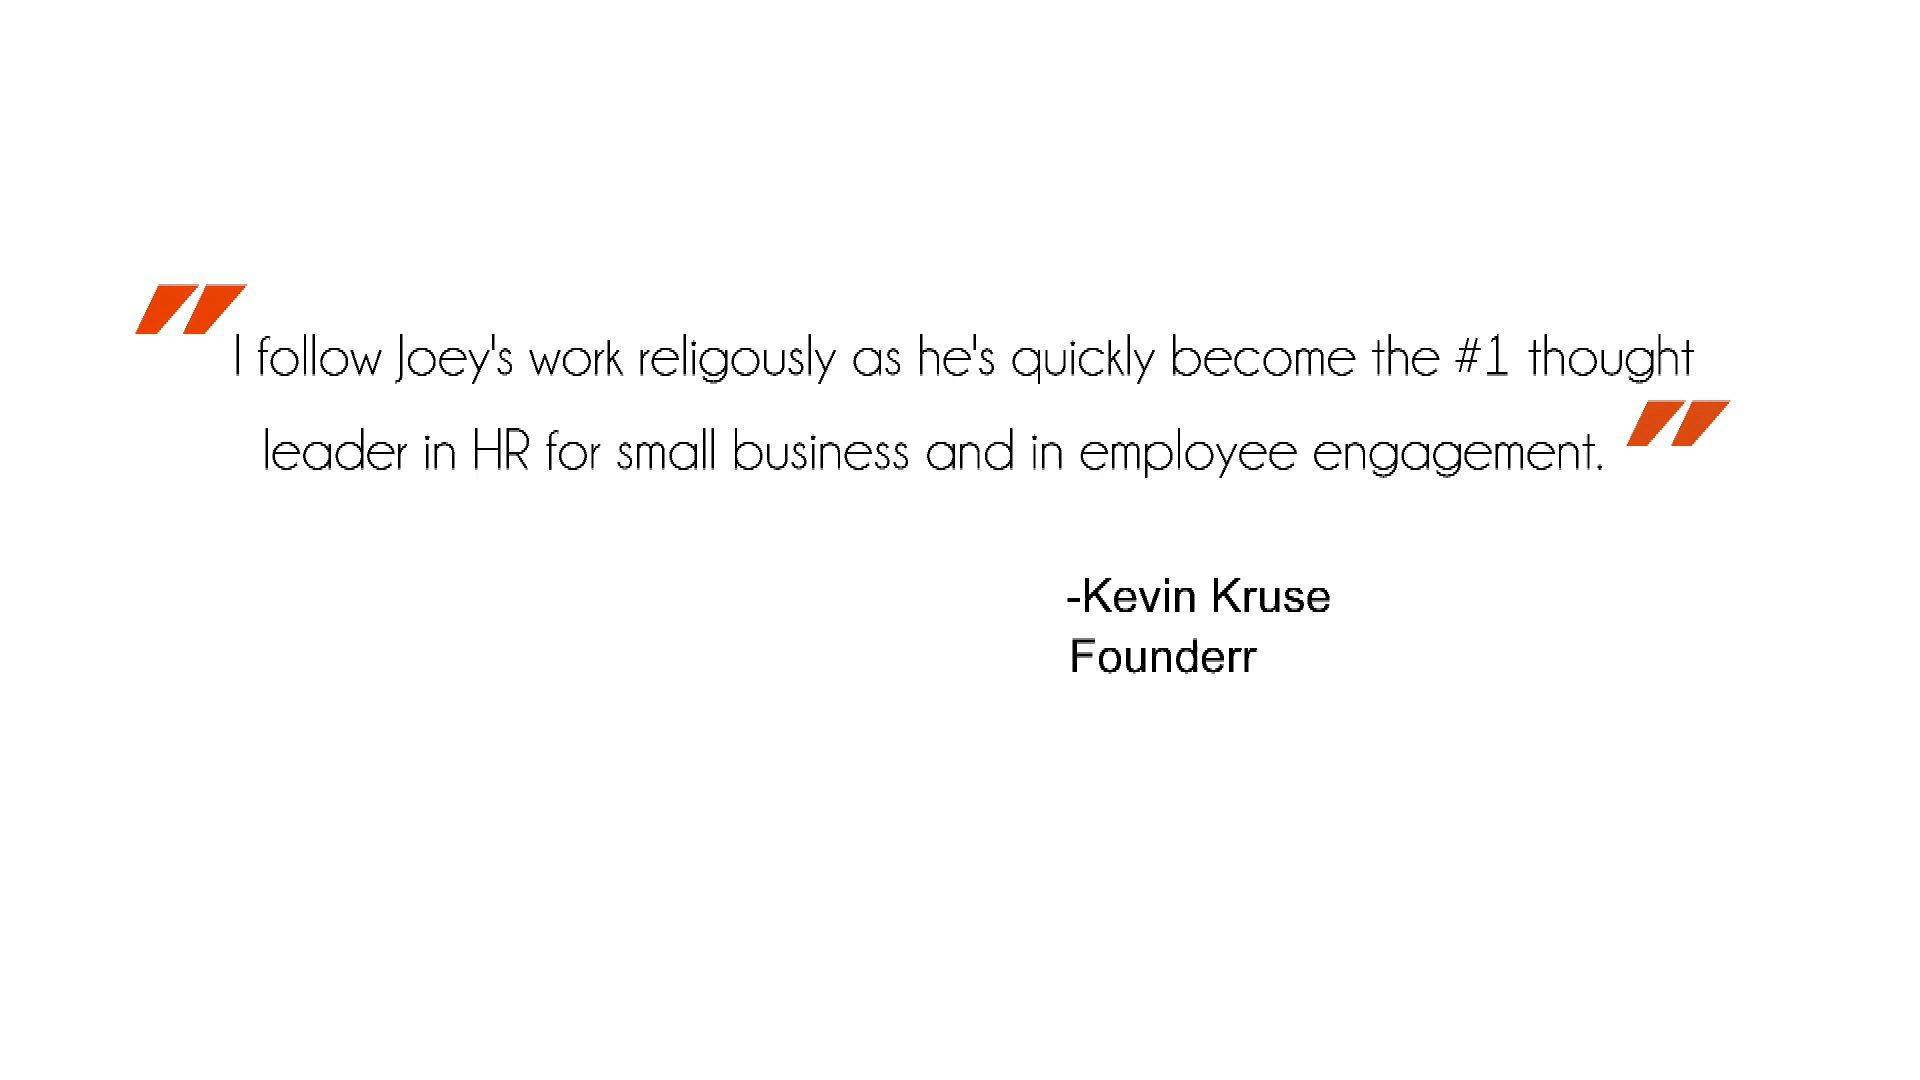 "I follow Joey's work religously as he's quickly become the #1 thought
leader in HR for small business and in employee engagement."
-Kevin Kruse
Founderr